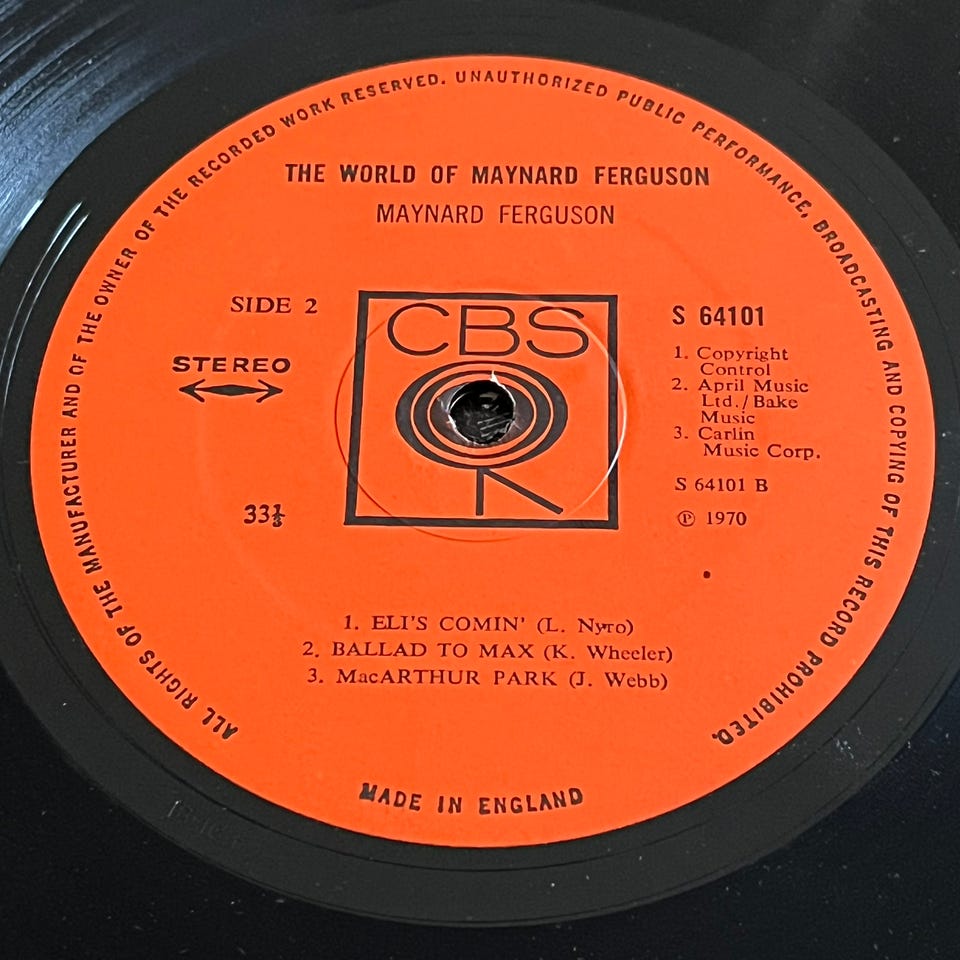 ALL RIGHTS OF THE MANUFACTURER AND OF THE OWNER OF THE RECORDED WORK RESERVED. UNAUTHORIZED PUBLIC PERFORMANCE, BROADCASTING AND COPYING OF THIS RECORD PROHIBITED.
THE WORLD OF MAYNARD FERGUSON
MAYNARD FERGUSON
SIDE 2
STEREO
33⅓
CBS
S 64101
1. Copyright
Control
2. April Music
Ltd./Bake
Music
3. Carlin
Music Corp.
S 64101 B
℗ 1970
1. ELI'S COMIN' (L. Nyro)
2. BALLAD TO MAX (K. Wheeler)
3. MacARTHUR PARK (J. Webb)
MADE IN ENGLAND